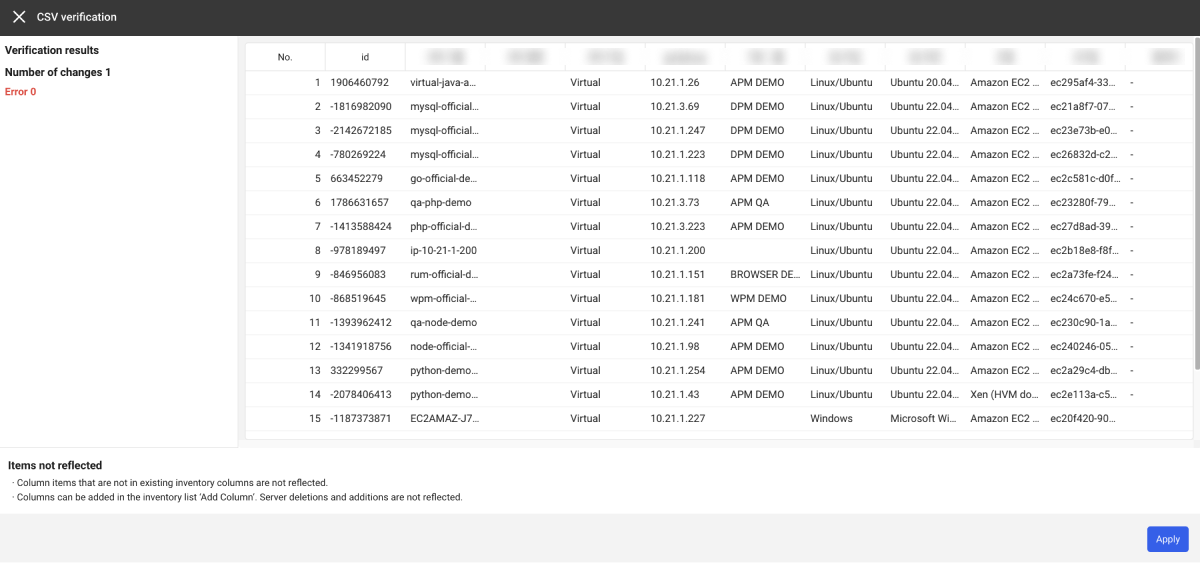 CSV verification
Verification results
Number of changes 1
Error 0
No. id
1 1906460792 virtual-java-a... Virtual 10.21.1.26 APM DEMO Linux/Ubuntu Ubuntu 20.04... Amazon EC2 ... ec295af4-33... -
2 -1816982090 mysql-official... Virtual 10.21.3.69 DPM DEMO Linux/Ubuntu Ubuntu 22.04... Amazon EC2 ... ec21a8f7-07... -
3 -2142672185 mysql-official... Virtual 10.21.1.247 DPM DEMO Linux/Ubuntu Ubuntu 22.04... Amazon EC2 ... ec23e73b-e0... -
4 -780269224 mysql-official... Virtual 10.21.1.223 DPM DEMO Linux/Ubuntu Ubuntu 22.04... Amazon EC2 ... ec26832d-c2... -
5 663452279 go-official-de... Virtual 10.21.1.118 APM DEMO Linux/Ubuntu Ubuntu 22.04... Amazon EC2 ... ec2c581c-d0f... -
6 1786631657 qa-php-demo Virtual 10.21.3.73 APM QA Linux/Ubuntu Ubuntu 22.04... Amazon EC2 ... ec23280f-79... -
7 -1413588424 php-official-d... Virtual 10.21.3.223 APM DEMO Linux/Ubuntu Ubuntu 22.04... Amazon EC2 ... ec27d8ad-39... -
8 -978189497 ip-10-21-1-200 Virtual 10.21.1.200 Linux/Ubuntu Ubuntu 22.04... Amazon EC2 ... ec2b18e8-f8f... -
9 -846956083 rum-official-d... Virtual 10.21.1.151 BROWSER DE... Linux/Ubuntu Ubuntu 22.04... Amazon EC2 ... ec2a73fe-f24... -
10 -868519645 wpm-official-... Virtual 10.21.1.181 WPM DEMO Linux/Ubuntu Ubuntu 22.04... Amazon EC2 ... ec24c670-e5... -
11 -1393962412 qa-node-demo Virtual 10.21.1.241 APM QA Linux/Ubuntu Ubuntu 22.04... Amazon EC2 ... ec230c90-1a... -
12 -1341918756 node-official-... Virtual 10.21.1.98 APM DEMO Linux/Ubuntu Ubuntu 22.04... Amazon EC2 ... ec240246-05... -
13 332299567 python-demo... Virtual 10.21.1.254 APM DEMO Linux/Ubuntu Ubuntu 22.04... Amazon EC2 ... ec2a29c4-db... -
14 -2078406413 python-demo... Virtual 10.21.1.43 APM DEMO Linux/Ubuntu Ubuntu 22.04... Xen (HVM do... ec2e113a-c5... -
15 -1187373871 EC2AMAZ-J7... Virtual 10.21.1.227 Windows Microsoft Wi... Amazon EC2 ... ec20f420-90...
Items not reflected
· Column items that are not in existing inventory columns are not reflected.
· Columns can be added in the inventory list 'Add Column'. Server deletions and additions are not reflected.
Apply